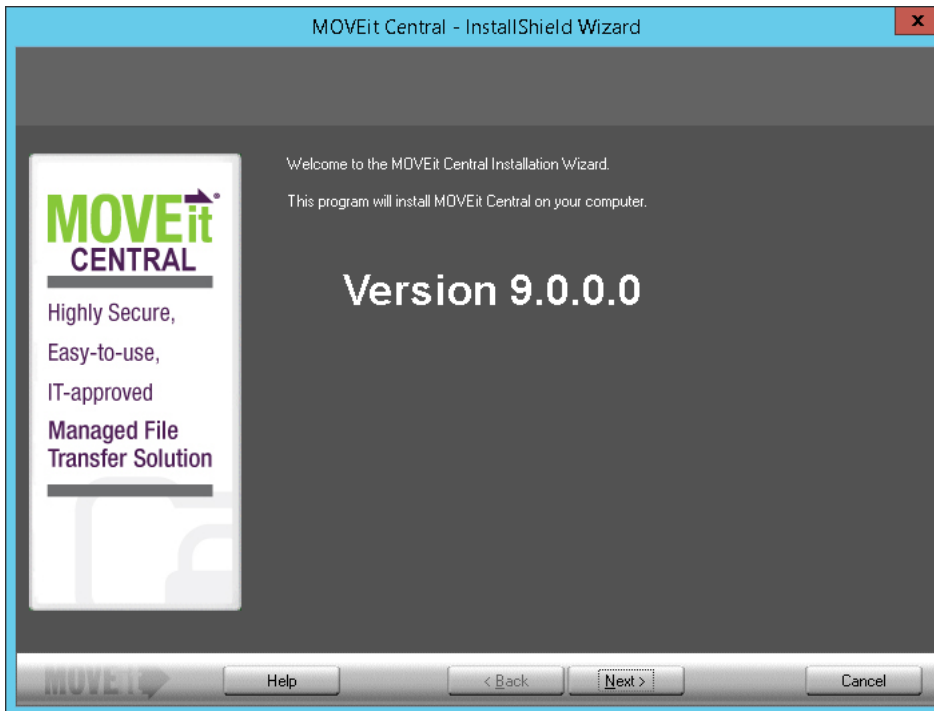 MOVEit Central - InstallShield Wizard
x
Welcome to the MOVEit Central Installation Wizard.
This program will install MOVEit Central on your computer.
MOVEit
CENTRAL
Highly Secure,
Easy-to-use,
IT-approved
Managed File
Transfer Solution
Version 9.0.0.0
MOVEit
Help
< Back
Next >
Cancel